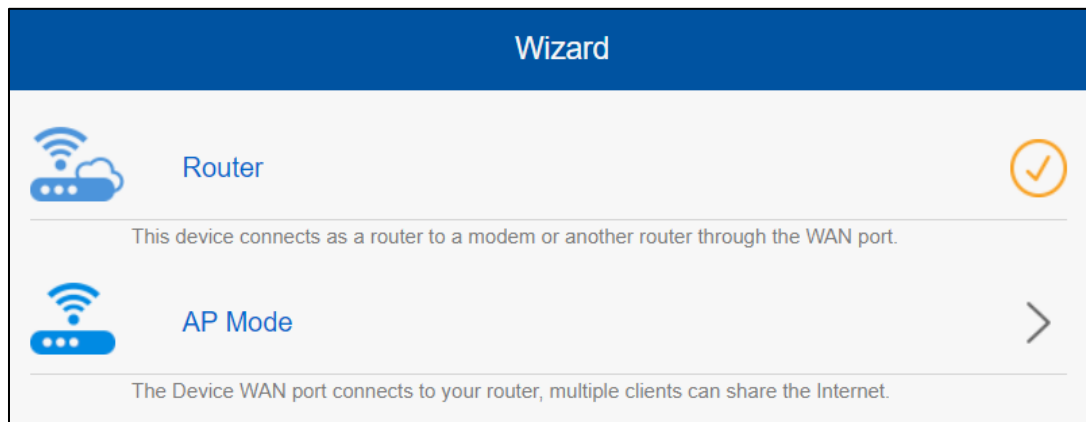 Wizard
Router
This device connects as a router to a modem or another router through the WAN port.
AP Mode
The Device WAN port connects to your router, multiple clients can share the Internet.